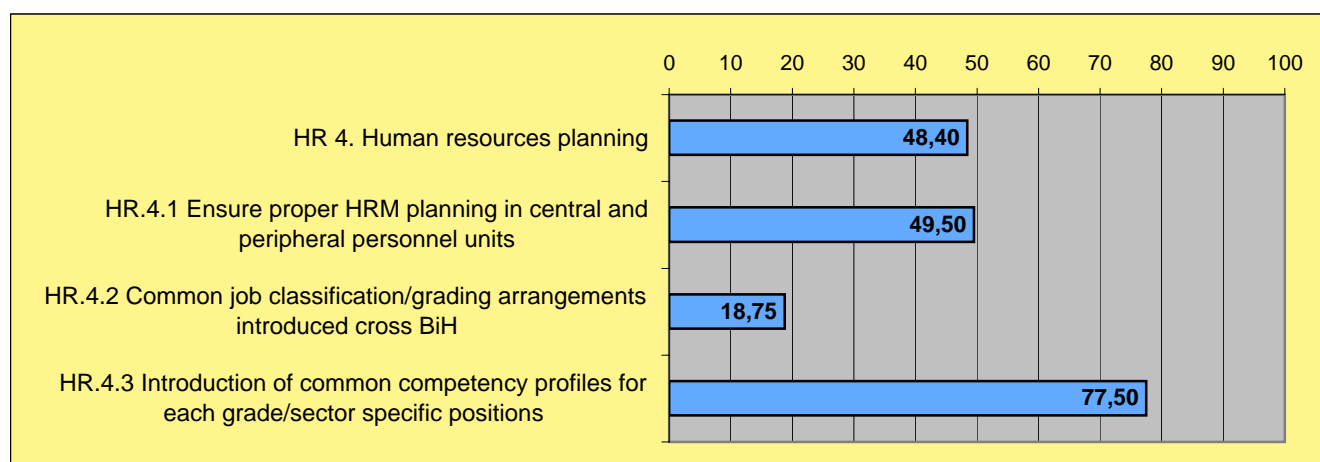 0 10 20 30 40 50 60 70 80 90 100
HR 4. Human resources planning
48,40
HR.4.1 Ensure proper HRM planning in central and
peripheral personnel units
49,50
HR.4.2 Common job classification/grading arrangements
introduced cross BiH
18,75
HR.4.3 Introduction of common competency profiles for
each grade/sector specific positions
77,50